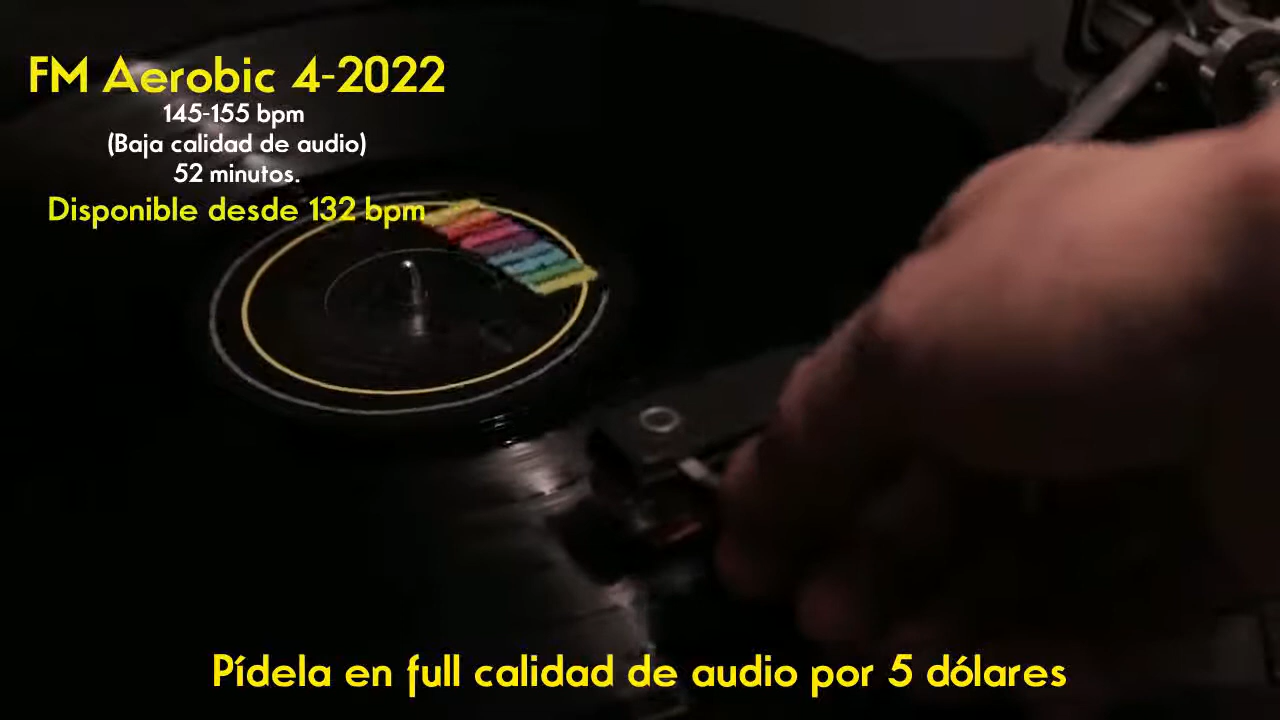 FM Aerobic 4-2022
145-155 bpm
(Baja calidad de audio)
52 minutos.
Disponible desde 132 bpm
Pídela en full calidad de audio por 5 dólares